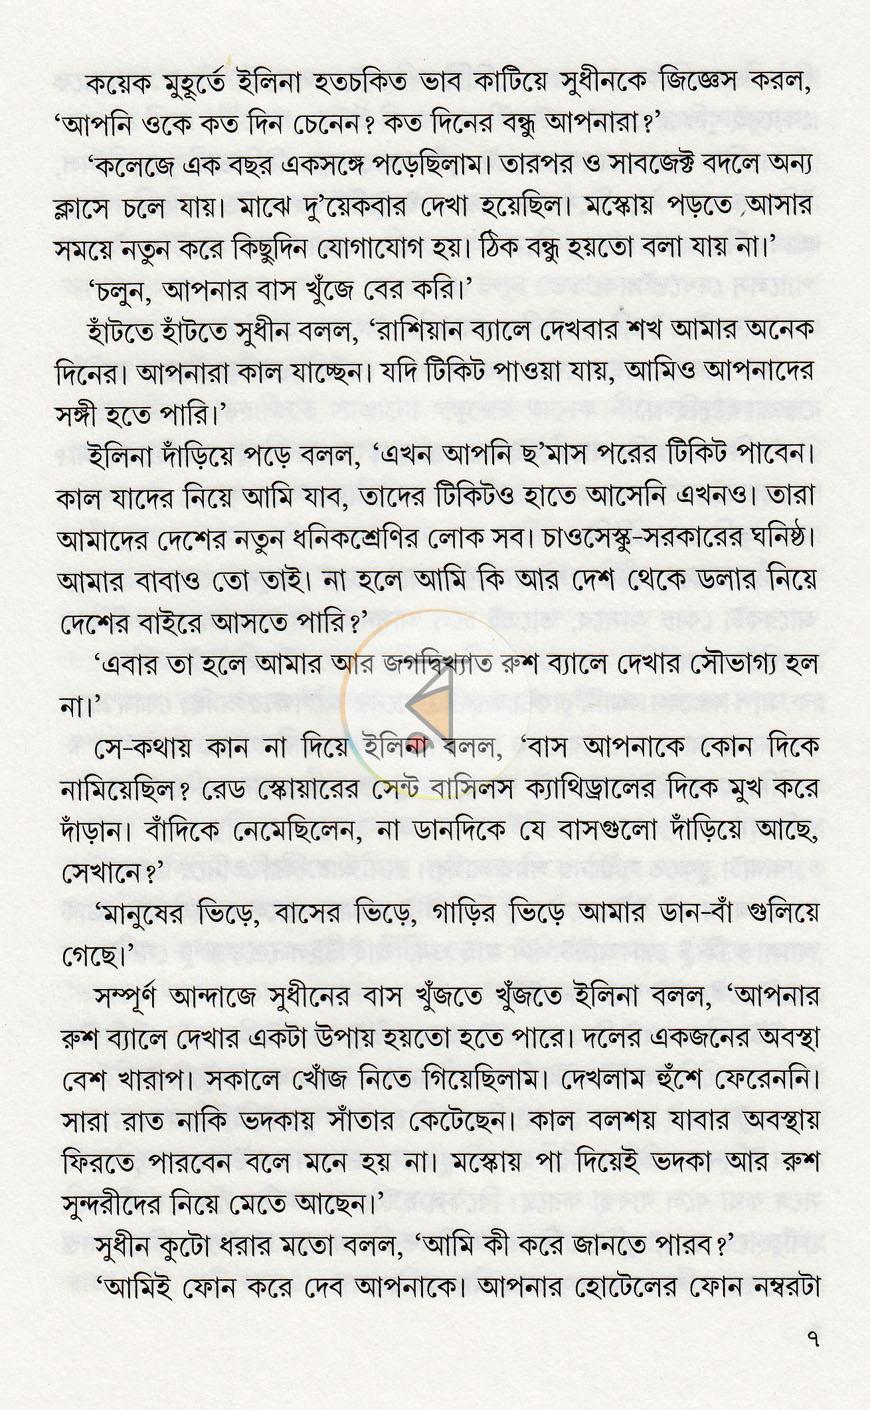 কয়েক মুহূর্তে ইলিনা হতচকিত ভাব কাটিয়ে সুধীনকে জিজ্ঞেস করল,
‘আপনি ওকে কত দিন চেনেন? কত দিনের বন্ধু আপনারা?’
‘কলেজে এক বছর একসঙ্গে পড়েছিলাম। তারপর ও সাবজেক্ট বদলে অন্য
ক্লাসে চলে যায়। মাঝে দু’য়েকবার দেখা হয়েছিল। মস্কোয় পড়তে আসার
সময়ে নতুন করে কিছুদিন যোগাযোগ হয়। ঠিক বন্ধু হয়তো বলা যায় না।’
‘চলুন, আপনার বাস খুঁজে বের করি।’
হাঁটতে হাঁটতে সুধীন বলল, ‘রাশিয়ান ব্যালে দেখবার শখ আমার অনেক
দিনের। আপনারা কাল যাচ্ছেন। যদি টিকিট পাওয়া যায়, আমিও আপনাদের
সঙ্গী হতে পারি।’
ইলিনা দাঁড়িয়ে পড়ে বলল, ‘এখন আপনি ছ’মাস পরের টিকিট পাবেন।
কাল যাদের নিয়ে আমি যাব, তাদের টিকিটও হাতে আসেনি এখনও। তারা
আমাদের দেশের নতুন ধনিকশ্রেণির লোক সব। চাওসেস্কু-সরকারের ঘনিষ্ঠ।
আমার বাবাও তো তাই। না হলে আমি কি আর দেশ থেকে ডলার নিয়ে
দেশের বাইরে আসতে পারি?’
‘এবার তা হলে আমার আর জগদ্বিখ্যাত রুশ ব্যালে দেখার সৌভাগ্য হল
না।’
সে-কথায় কান না দিয়ে ইলিনা বলল, ‘বাস আপনাকে কোন দিকে
নামিয়েছিল? রেড স্কোয়ারের সেন্ট বাসিলস ক্যাথিড্রালের দিকে মুখ করে
দাঁড়ান। বাঁদিকে নেমেছিলেন, না ডানদিকে যে বাসগুলো দাঁড়িয়ে আছে,
সেখানে?’
‘মানুষের ভিড়ে, বাসের ভিড়ে, গাড়ির ভিড়ে আমার ডান-বাঁ গুলিয়ে
গেছে।’
সম্পূর্ণ আন্দাজে সুধীনের বাস খুঁজতে খুঁজতে ইলিনা বলল, ‘আপনার
রুশ ব্যালে দেখার একটা উপায় হয়তো হতে পারে। দলের একজনের অবস্থা
বেশ খারাপ। সকালে খোঁজ নিতে গিয়েছিলাম। দেখলাম হুঁশে ফেরেননি।
সারা রাত নাকি ভদকায় সাঁতার কেটেছেন। কাল বলশয় যাবার অবস্থায়
ফিরতে পারবেন বলে মনে হয় না। মস্কোয় পা দিয়েই ভদকা আর রুশ
সুন্দরীদের নিয়ে মেতে আছেন।’
সুধীন কুটো ধরার মতো বলল, ‘আমি কী করে জানতে পারব?’
‘আমিই ফোন করে দেব আপনাকে। আপনার হোটেলের ফোন নম্বরটা
৭